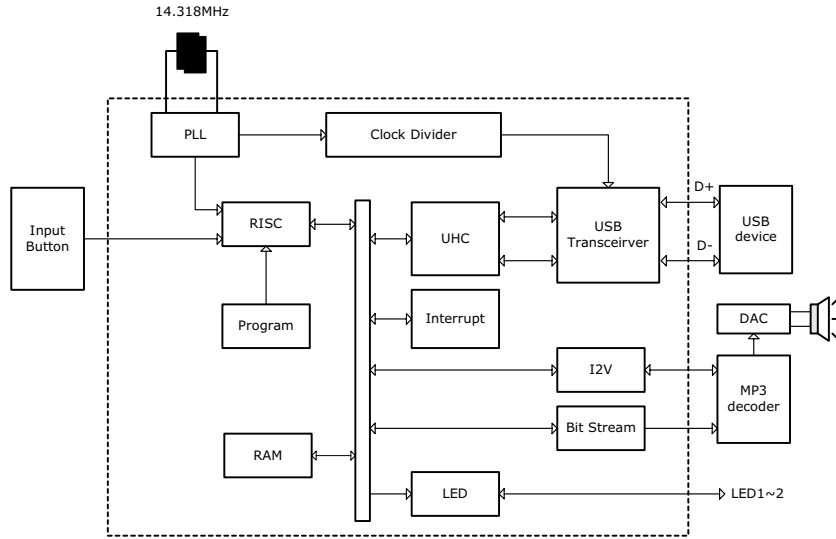 14.318MHz
PLL
Clock Divider
Input
Button
RISC
UHC
USB
Transceirver
D+
D-
USB
device
Program
Interrupt
DAC
I2V
MP3
decoder
Bit Stream
RAM
LED
LED1~2